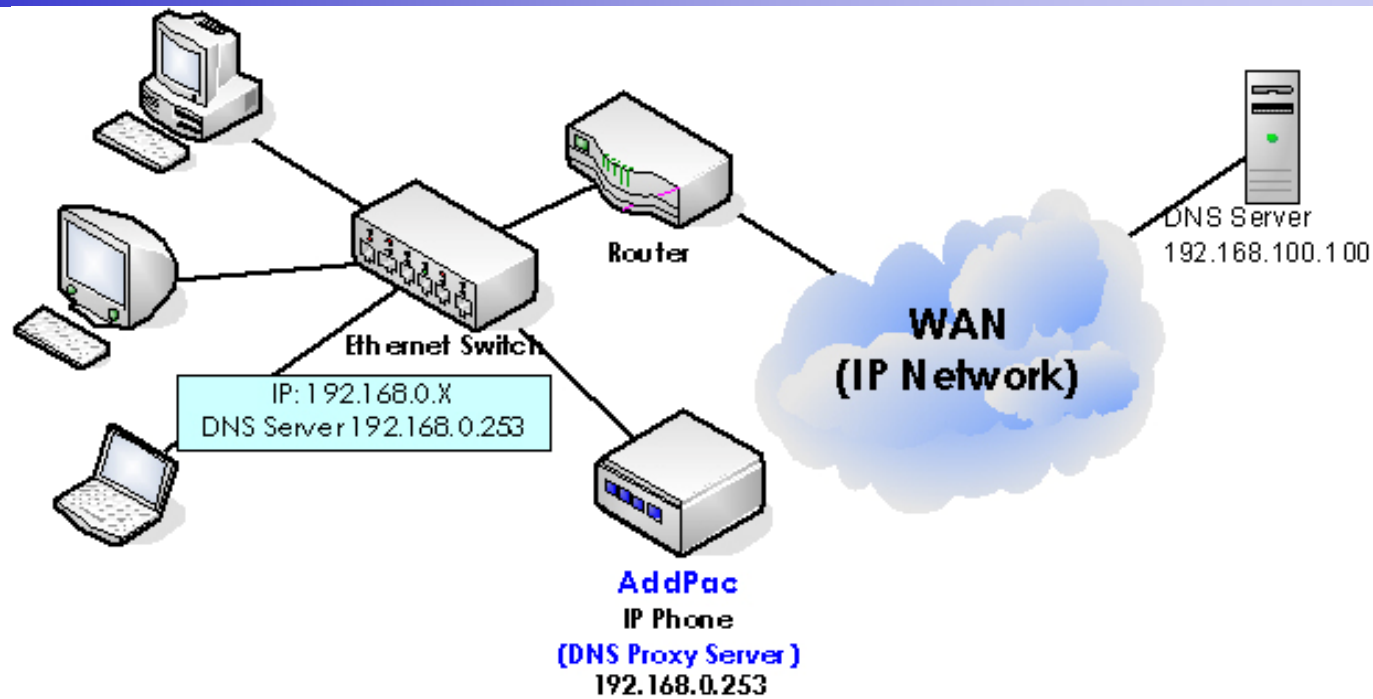 Router
DNS Server
192.168.100.100
WAN
(IP Network)
Ethernet Switch
IP: 192.168.0.X
DNS Server 192.168.0.253
AddPac
IP Phone
(DNS Proxy Server)
192.168.0.253